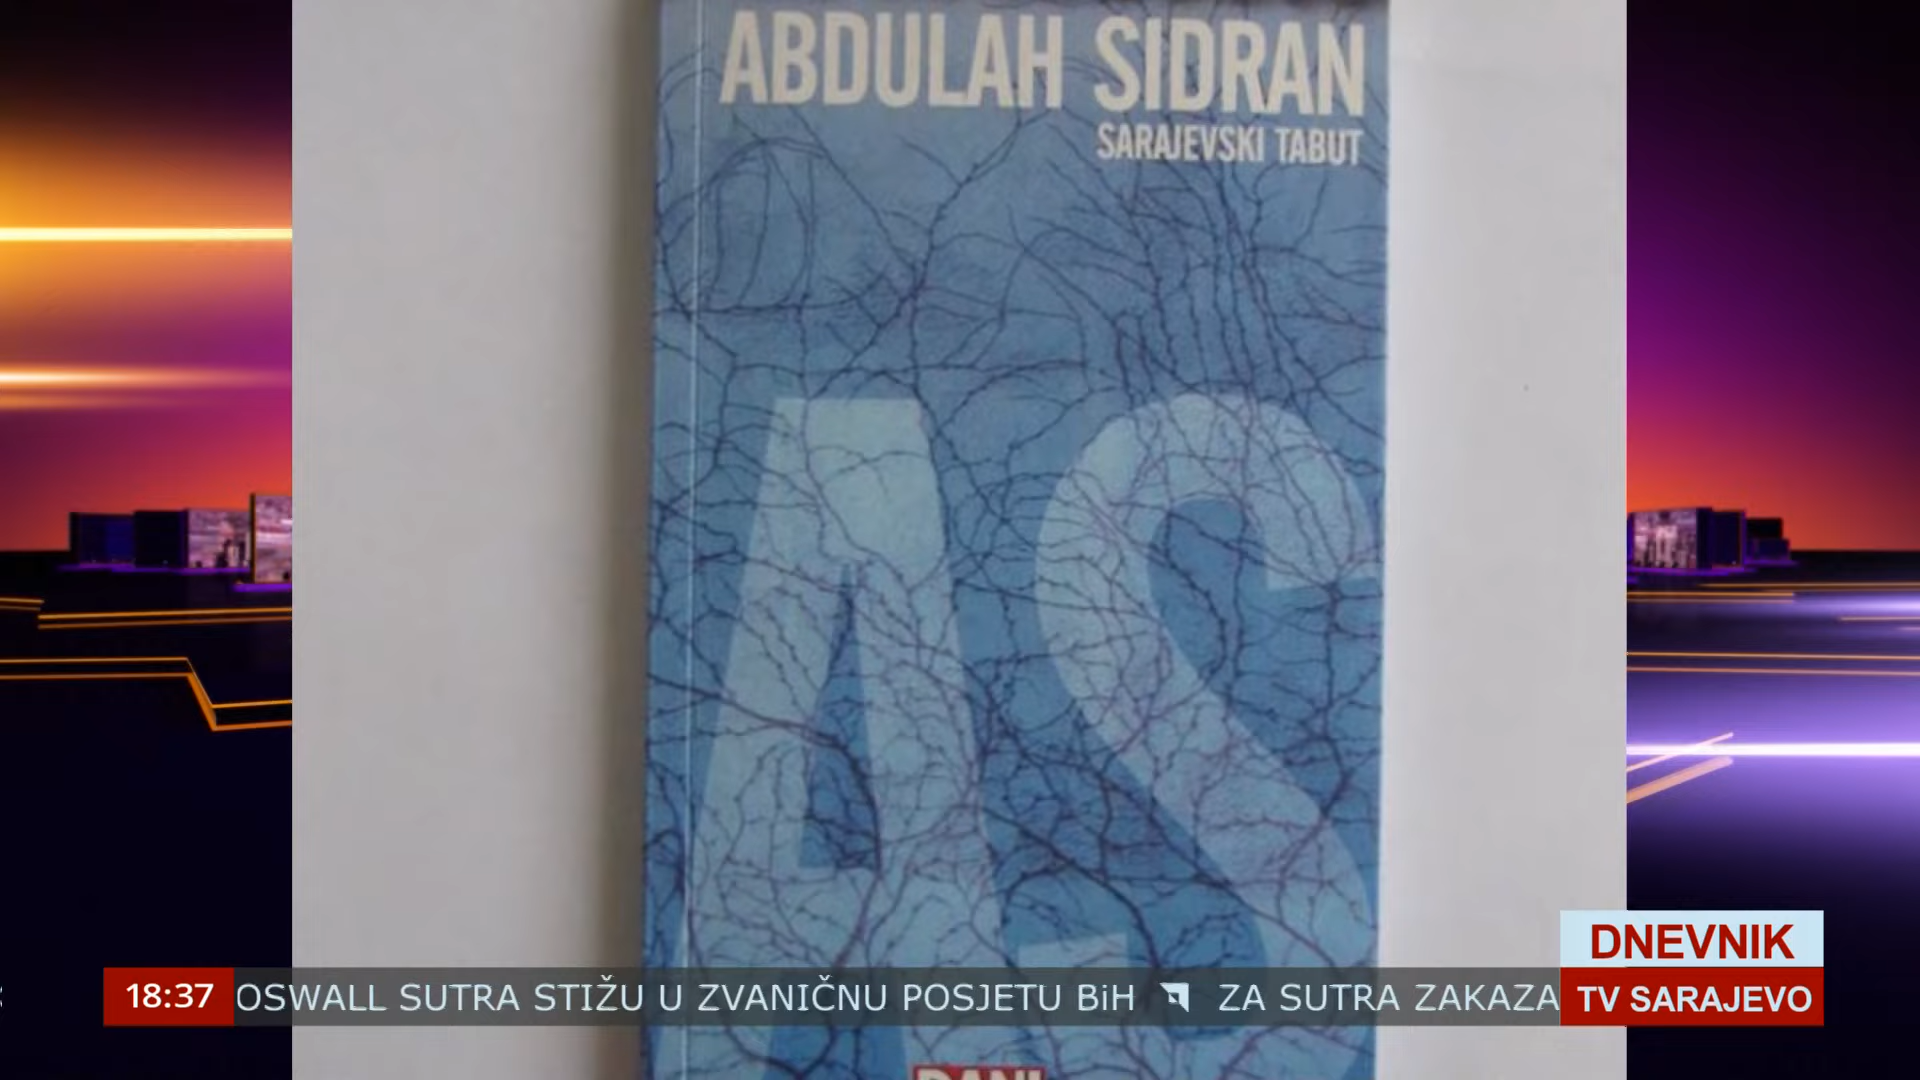 ABDULAH SIDRAN
SARAJEVSKI TABUT
AS
DANI
DNEVNIK
18:37 OSWALL SUTRA STIŽU U ZVANIČNU POSJETU BiH ZA SUTRA ZAKAZA
TV SARAJEVO